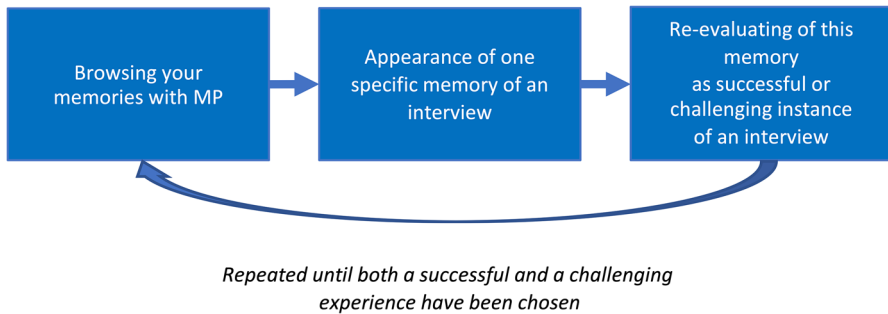 Browsing your
memories with MP
Appearance of one
specific memory of an
interview
Re-evaluating of this
memory
as successful or
challenging instance
of an interview
Repeated until both a successful and a challenging
experience have been chosen